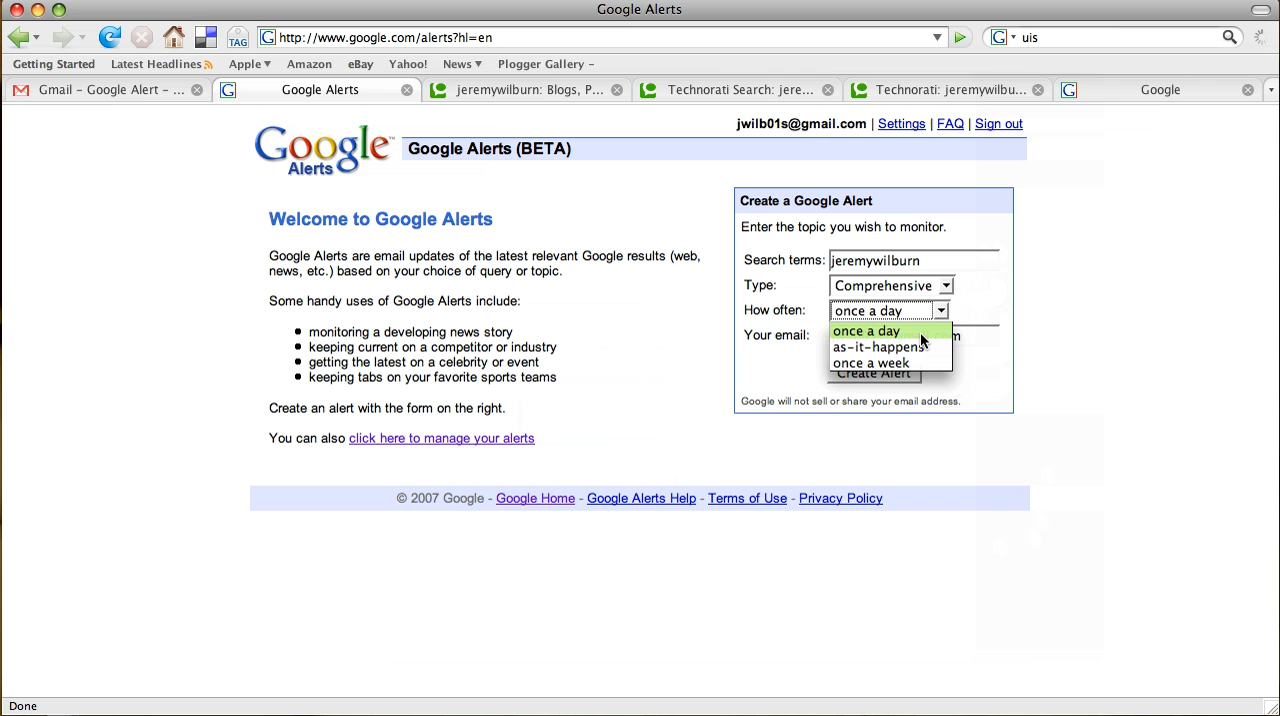 Google Alerts
http://www.google.com/alerts?hl=en
uis
TAG
Getting Started Latest Headlines Apple Amazon eBay Yahoo! News Plogger Gallery –
Gmail – Google Alert – ... Google Alerts jeremywilburn: Blogs, P... Technorati Search: jere... Technorati: jeremywilbu... Google
jwilb01s@gmail.com | Settings | FAQ | Sign out
Google™ Alerts
Google Alerts (BETA)
Welcome to Google Alerts
Google Alerts are email updates of the latest relevant Google results (web,
news, etc.) based on your choice of query or topic.
Some handy uses of Google Alerts include:
• monitoring a developing news story
• keeping current on a competitor or industry
• getting the latest on a celebrity or event
• keeping tabs on your favorite sports teams
Create an alert with the form on the right.
You can also click here to manage your alerts
Create a Google Alert
Enter the topic you wish to monitor.
Search terms: jeremywilburn
Type: Comprehensive
How often: once a day
once a day
as-it-happens
once a week
Your email:
Create Alert
Google will not sell or share your email address.
© 2007 Google - Google Home - Google Alerts Help - Terms of Use - Privacy Policy
Done